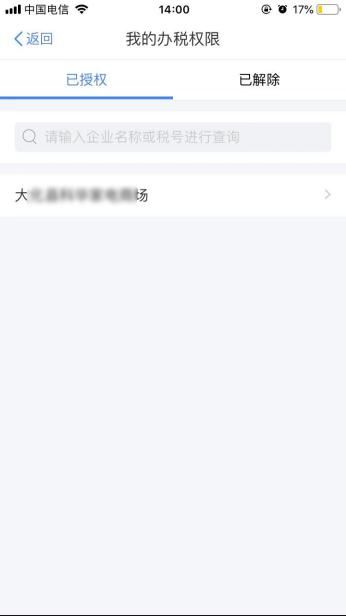 中国电信 14:00 17%
返回 我的办税权限
已授权 已解除
请输入企业名称或税号进行查询
大 场